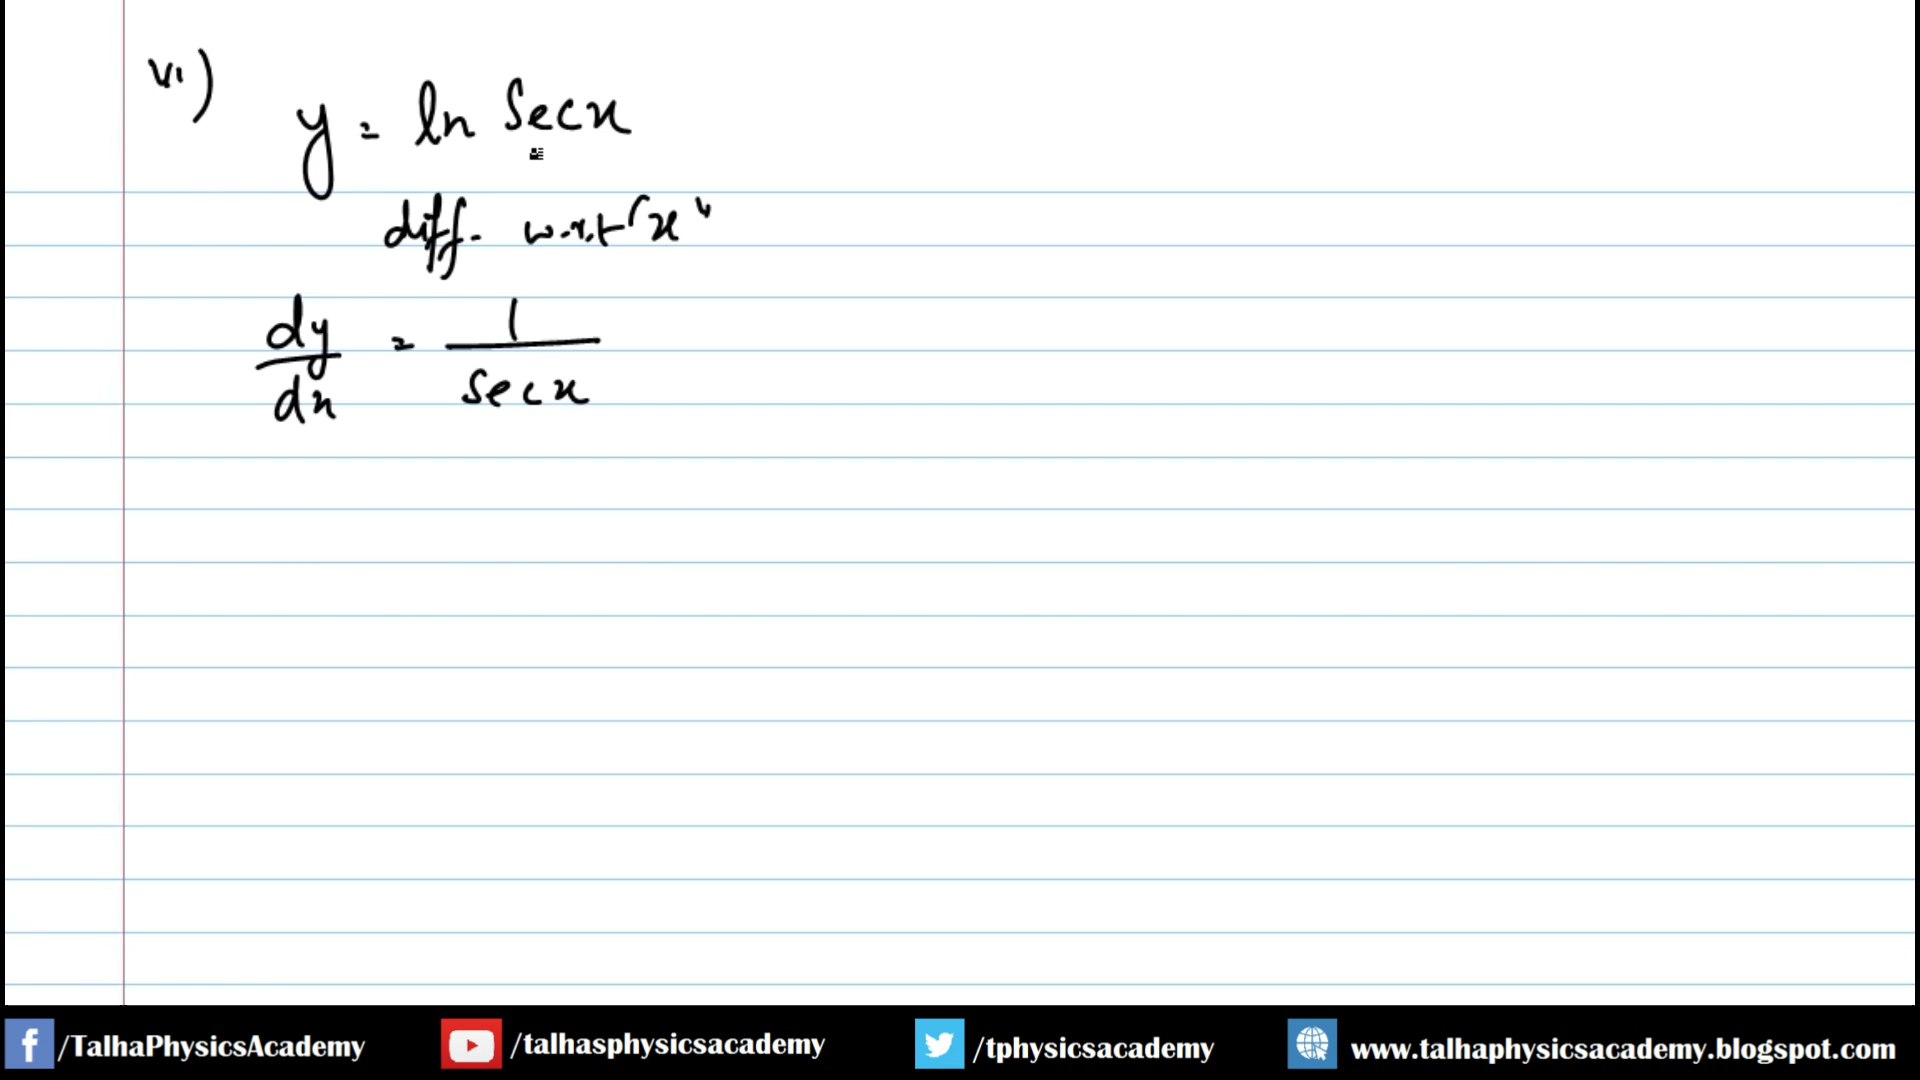 vi)
y = ln Secx
diff. w.r.t "x"
dy/dx = 1/Secx
/TalhaPhysicsAcademy /talhasphysicsacademy /tphysicsacademy www.talhaphysicsacademy.blogspot.com